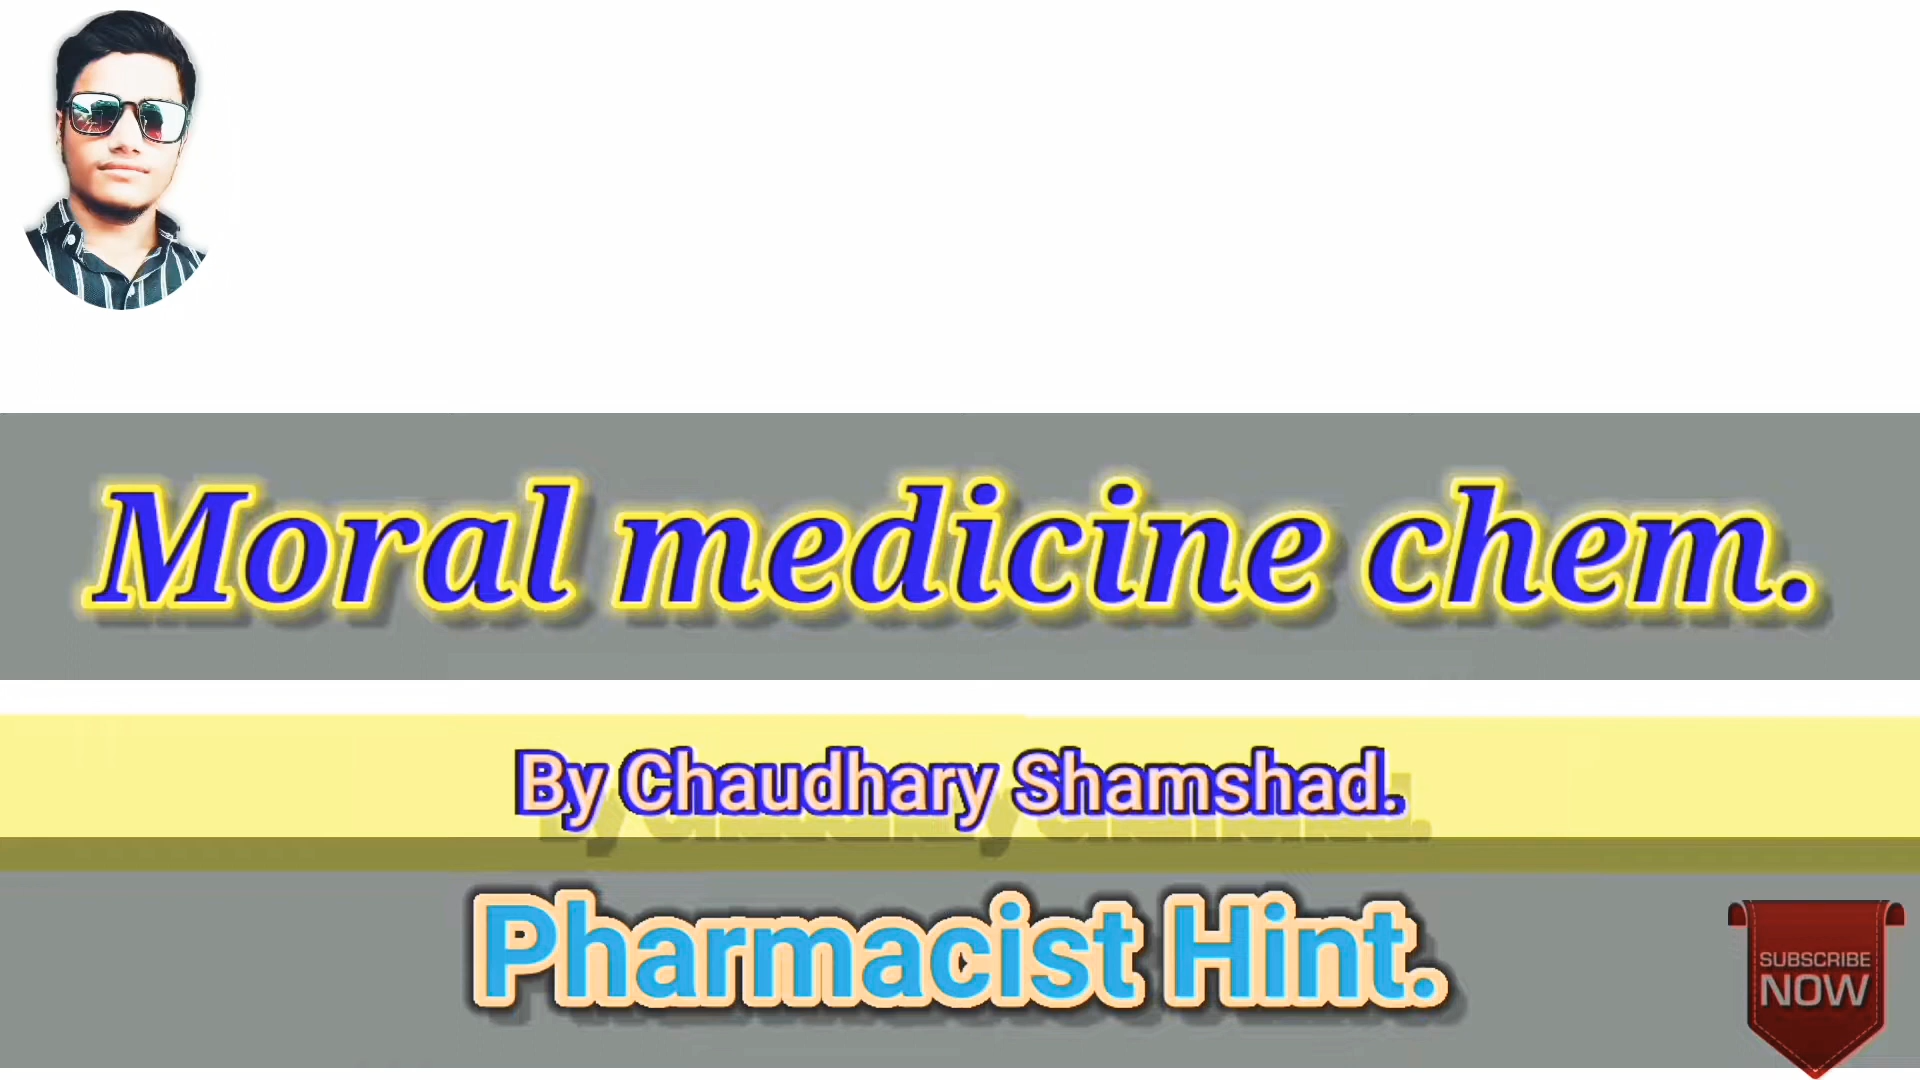 Moral medicine chem.
By Chaudhary Shamshad.
Pharmacist Hint.
SUBSCRIBE
NOW